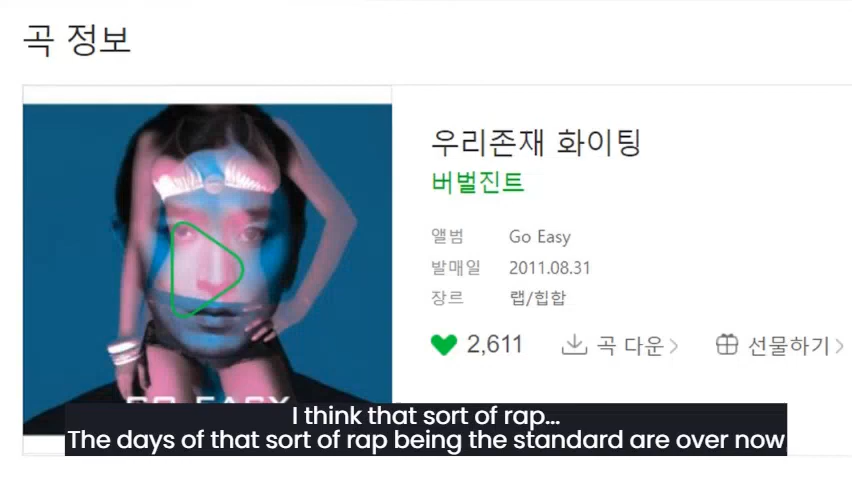 곡 정보
우리존재 화이팅
버벌진트
앨범 Go Easy
발매일 2011.08.31
장르 랩/힙합
2,611 곡 다운 선물하기
GO EASY
I think that sort of rap...
The days of that sort of rap being the standard are over now